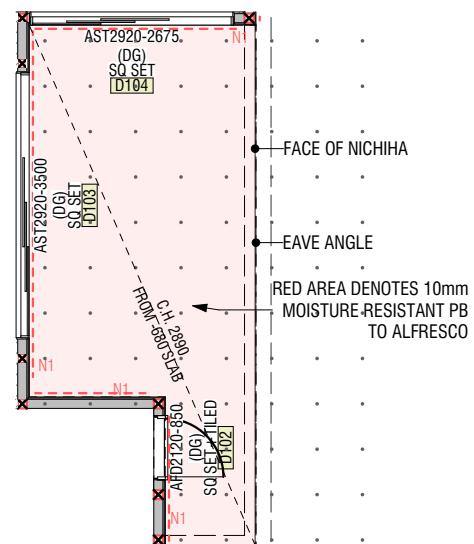 AST2920-2675
(DG)
SQ SET
D104
N1
FACE OF NICHIHA
AST2920-3500
(DG)
SQ SET
D103
EAVE ANGLE
RED AREA DENOTES 10mm
MOISTURE RESISTANT PB
TO ALFRESCO
C.H. 2890
FROM -680 SLAB
N1
N1
AFD2120-850
(DG)
SQ SET - TILED
D102
N1